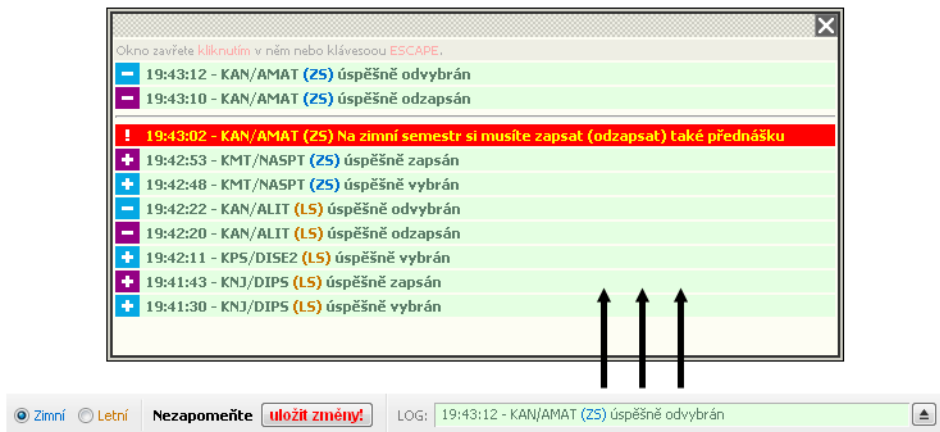 Okno zavřete kliknutím v něm nebo klávesoou ESCAPE.
19:43:12 - KAN/AMAT (ZS) úspěšně odvybrán
19:43:10 - KAN/AMAT (ZS) úspěšně odzapsán
! 19:43:02 - KAN/AMAT (ZS) Na zimní semestr si musíte zapsat (odzapsat) také přednášku
19:42:53 - KMT/NASPT (ZS) úspěšně zapsán
19:42:48 - KMT/NASPT (ZS) úspěšně vybrán
19:42:22 - KAN/ALIT (LS) úspěšně odvybrán
19:42:20 - KAN/ALIT (LS) úspěšně odzapsán
19:42:11 - KPS/DISE2 (LS) úspěšně vybrán
19:41:43 - KNJ/DIPS (LS) úspěšně zapsán
19:41:30 - KNJ/DIPS (LS) úspěšně vybrán
Zimní Letní Nezapomeňte uložit změny! LOG: 19:43:12 - KAN/AMAT (ZS) úspěšně odvybrán